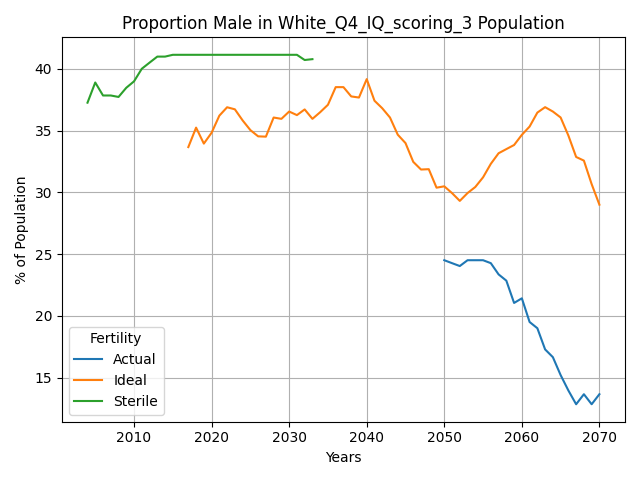 Proportion Male in White_Q4_IQ_scoring_3 Population
% of Population
40
35
30
25
20
15
Fertility
Actual
Ideal
Sterile
2010 2020 2030 2040 2050 2060 2070
Years